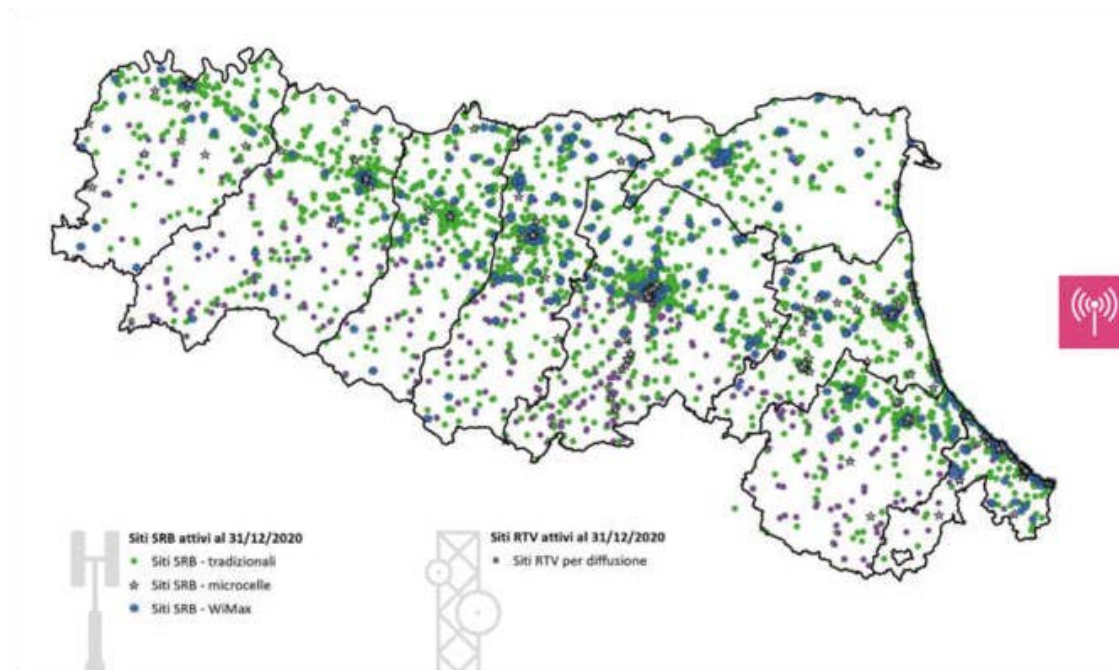 Siti SRB attivi al 31/12/2020
Siti SRB - tradizionali
Siti SRB - microcelle
Siti SRB - WiMax
Siti RTV attivi al 31/12/2020
Siti RTV per diffusione